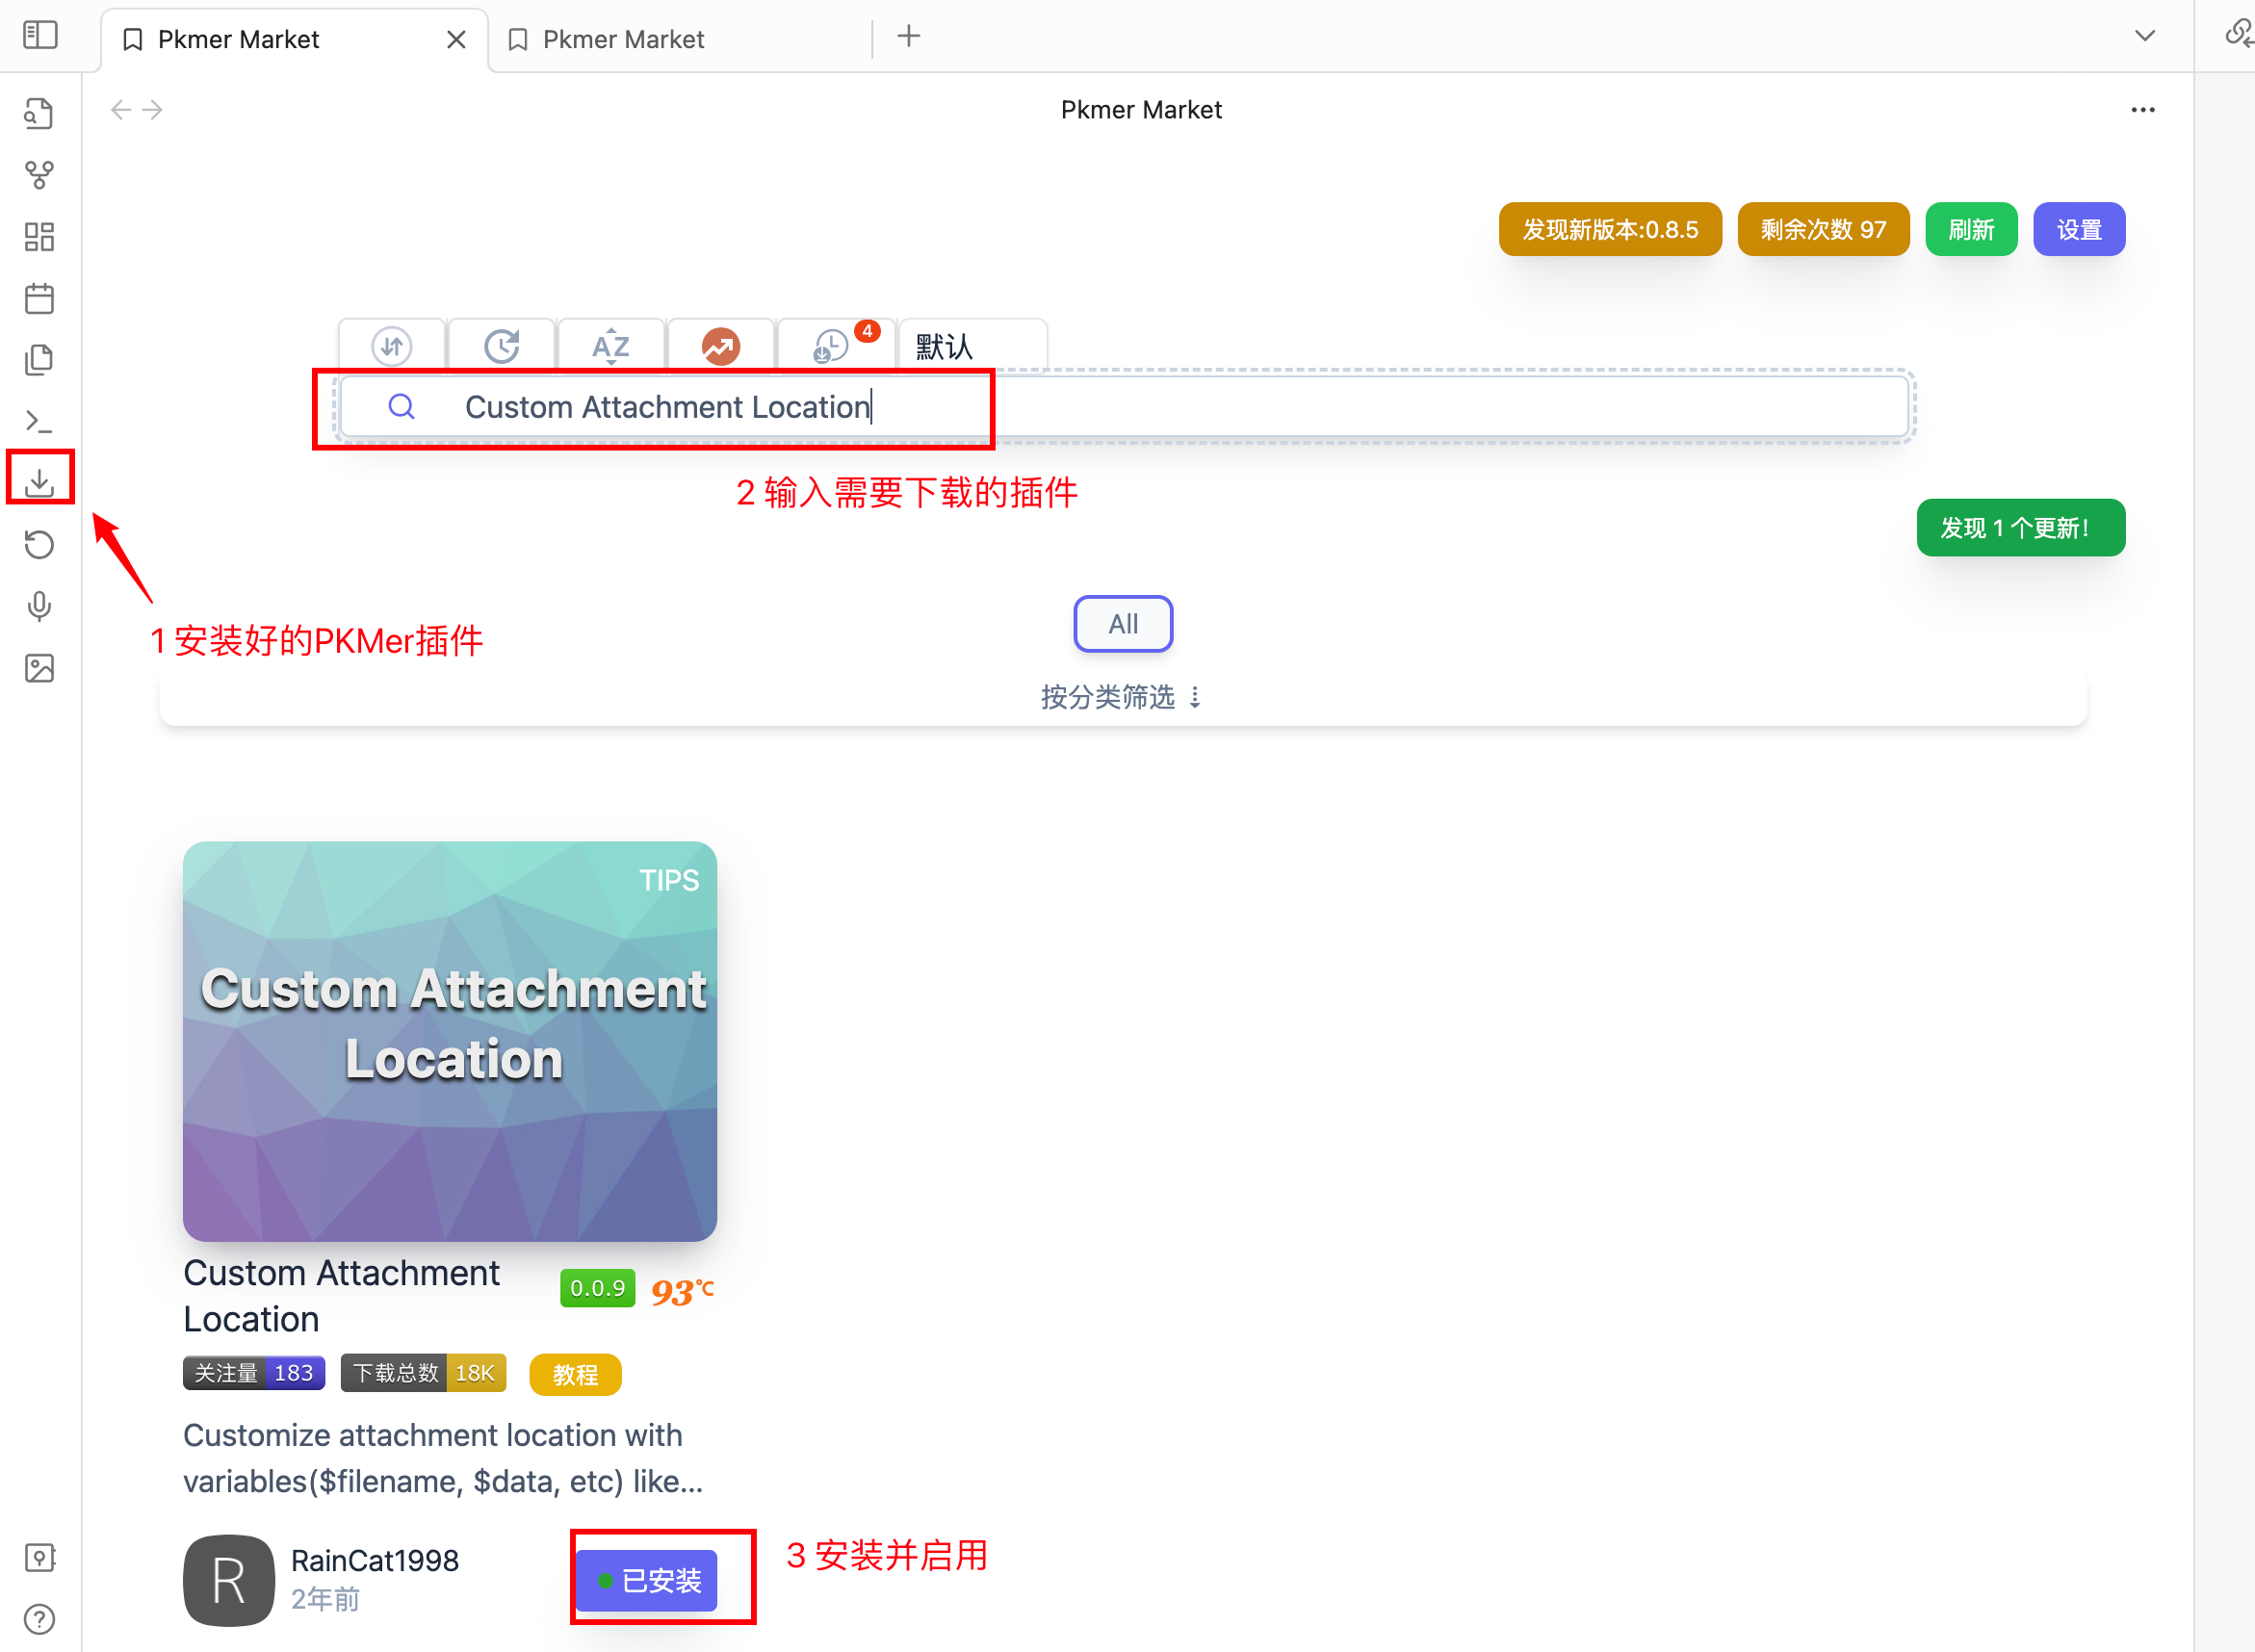 Pkmer Market
Pkmer Market
Pkmer Market
发现新版本:0.8.5
剩余次数 97
刷新
设置
AZ
4
默认
Custom Attachment Location
2 输入需要下载的插件
发现 1 个更新!
1 安装好的PKMer插件
All
按分类筛选
TIPS
Custom Attachment
Location
Custom Attachment
Location
0.0.9
93℃
关注量 183
下载总数 18K
教程
Customize attachment location with
variables($filename, $data, etc) like...
R
RainCat1998
2年前
已安装
3 安装并启用